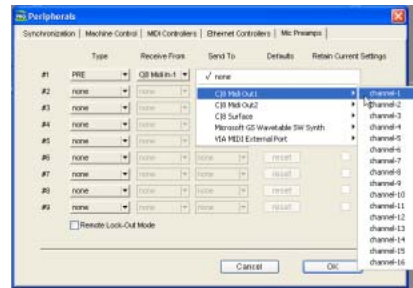 Peripherals
Synchronization | Machine Control | MIDI Controllers | Ethernet Controllers | Mic Preamps
Type Receive From Send To Defaults Retain Current Settings
#1 PRE C|8 Midi In-1 ✓ none
#2 none none C|8 Midi Out1 channel-1
#3 none none C|8 Midi Out2 channel-2
C|8 Surface channel-3
#4 none none Microsoft GS Wavetable SW Synth channel-4
#5 none none VIA MIDI External Port channel-5
#6 none none none reset channel-6
channel-7
#7 none none none reset channel-8
channel-9
#8 none none none reset channel-10
#9 none none none reset channel-11
channel-12
Remote Lock-Out Mode channel-13
channel-14
channel-15
Cancel OK channel-16